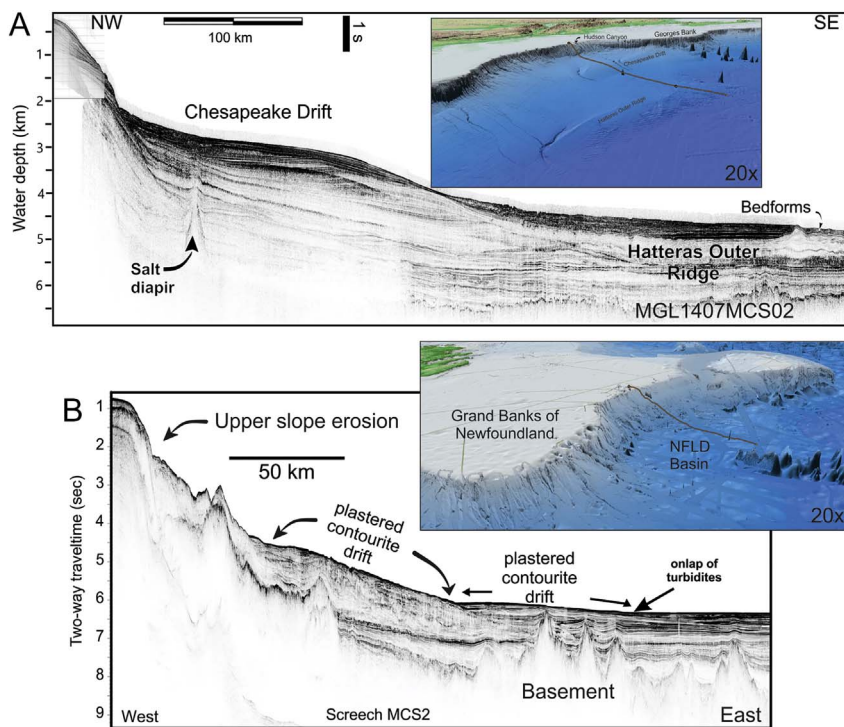 A
NW
100 km
1 s
SE
Hudson Canyon
Georges Bank
Chesapeake Drift
Hatteras Outer Ridge
20x
Water depth (km)
1
2
3
4
5
6
Chesapeake Drift
Salt
diapir
Bedforms
Hatteras Outer
Ridge
MGL1407MCS02
B
Upper slope erosion
50 km
Grand Banks of
Newfoundland
NFLD
Basin
20x
Two-way traveltime (sec)
1
2
3
4
5
6
7
8
9
plastered
contourite
drift
plastered
contourite
drift
onlap of
turbidites
Basement
West
Screech MCS2
East